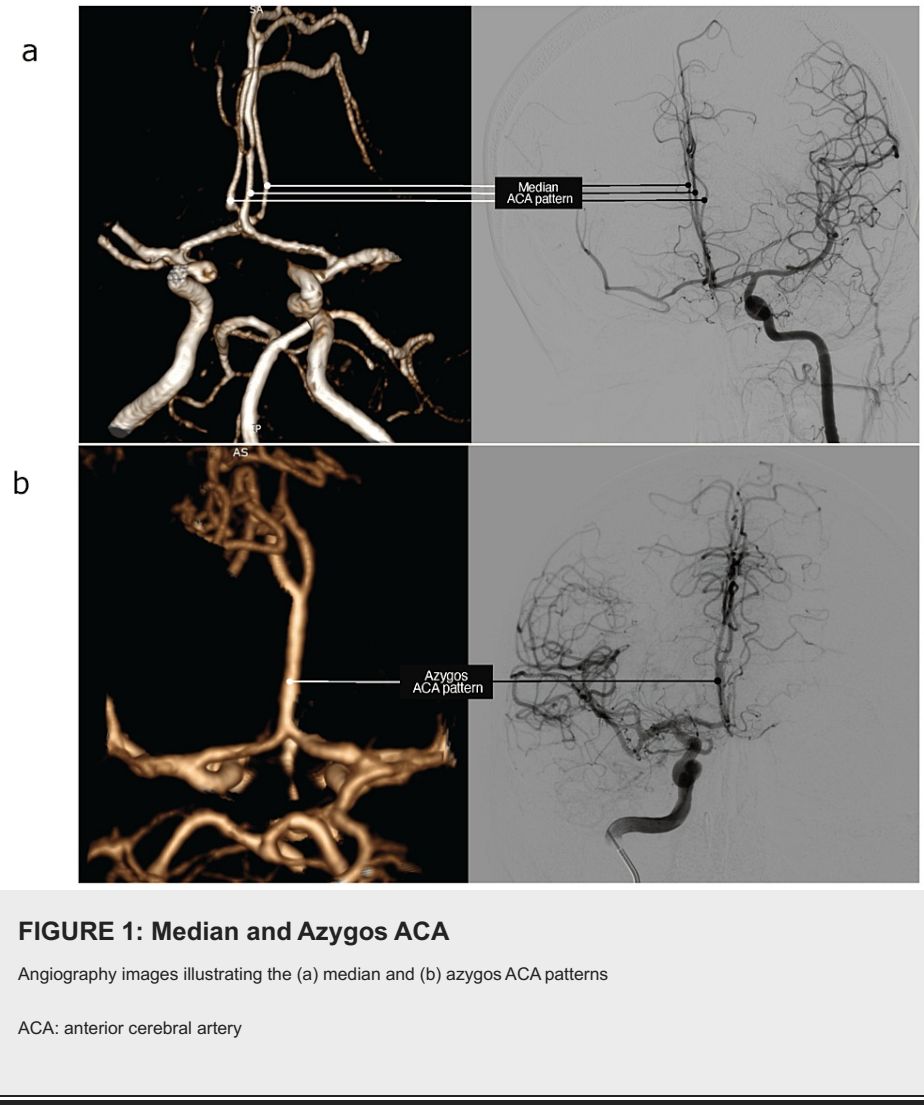 a
SA
Median
ACA pattern
b
AS
Azygos
ACA pattern
FIGURE 1: Median and Azygos ACA
Angiography images illustrating the (a) median and (b) azygos ACA patterns
ACA: anterior cerebral artery